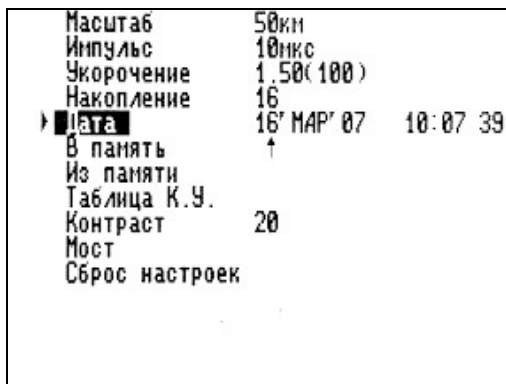 Масштаб 50км
Импульс 10мкс
Укорочение 1.50(100)
Накопление 16
Дата 16' МАР' 07 10:07 39
В память ↑
Из памяти
Таблица К.У.
Контраст 20
Мост
Сброс настроек